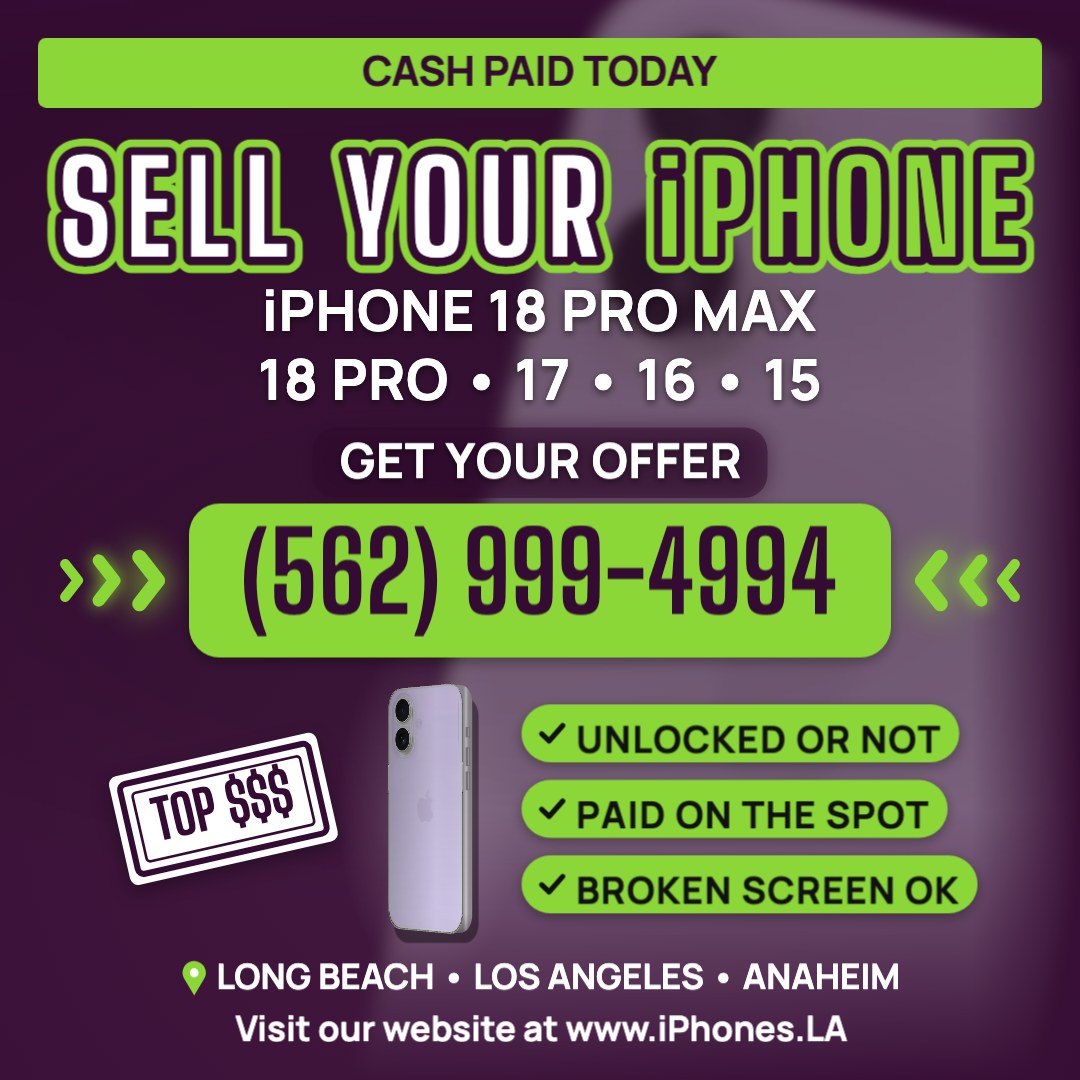 CASH PAID TODAY
SELL YOUR iPHONE
iPHONE 18 PRO MAX
18 PRO • 17 • 16 • 15
GET YOUR OFFER
(562) 999-4994
TOP $$$
UNLOCKED OR NOT
PAID ON THE SPOT
BROKEN SCREEN OK
LONG BEACH • LOS ANGELES • ANAHEIM
Visit our website at www.iPhones.LA